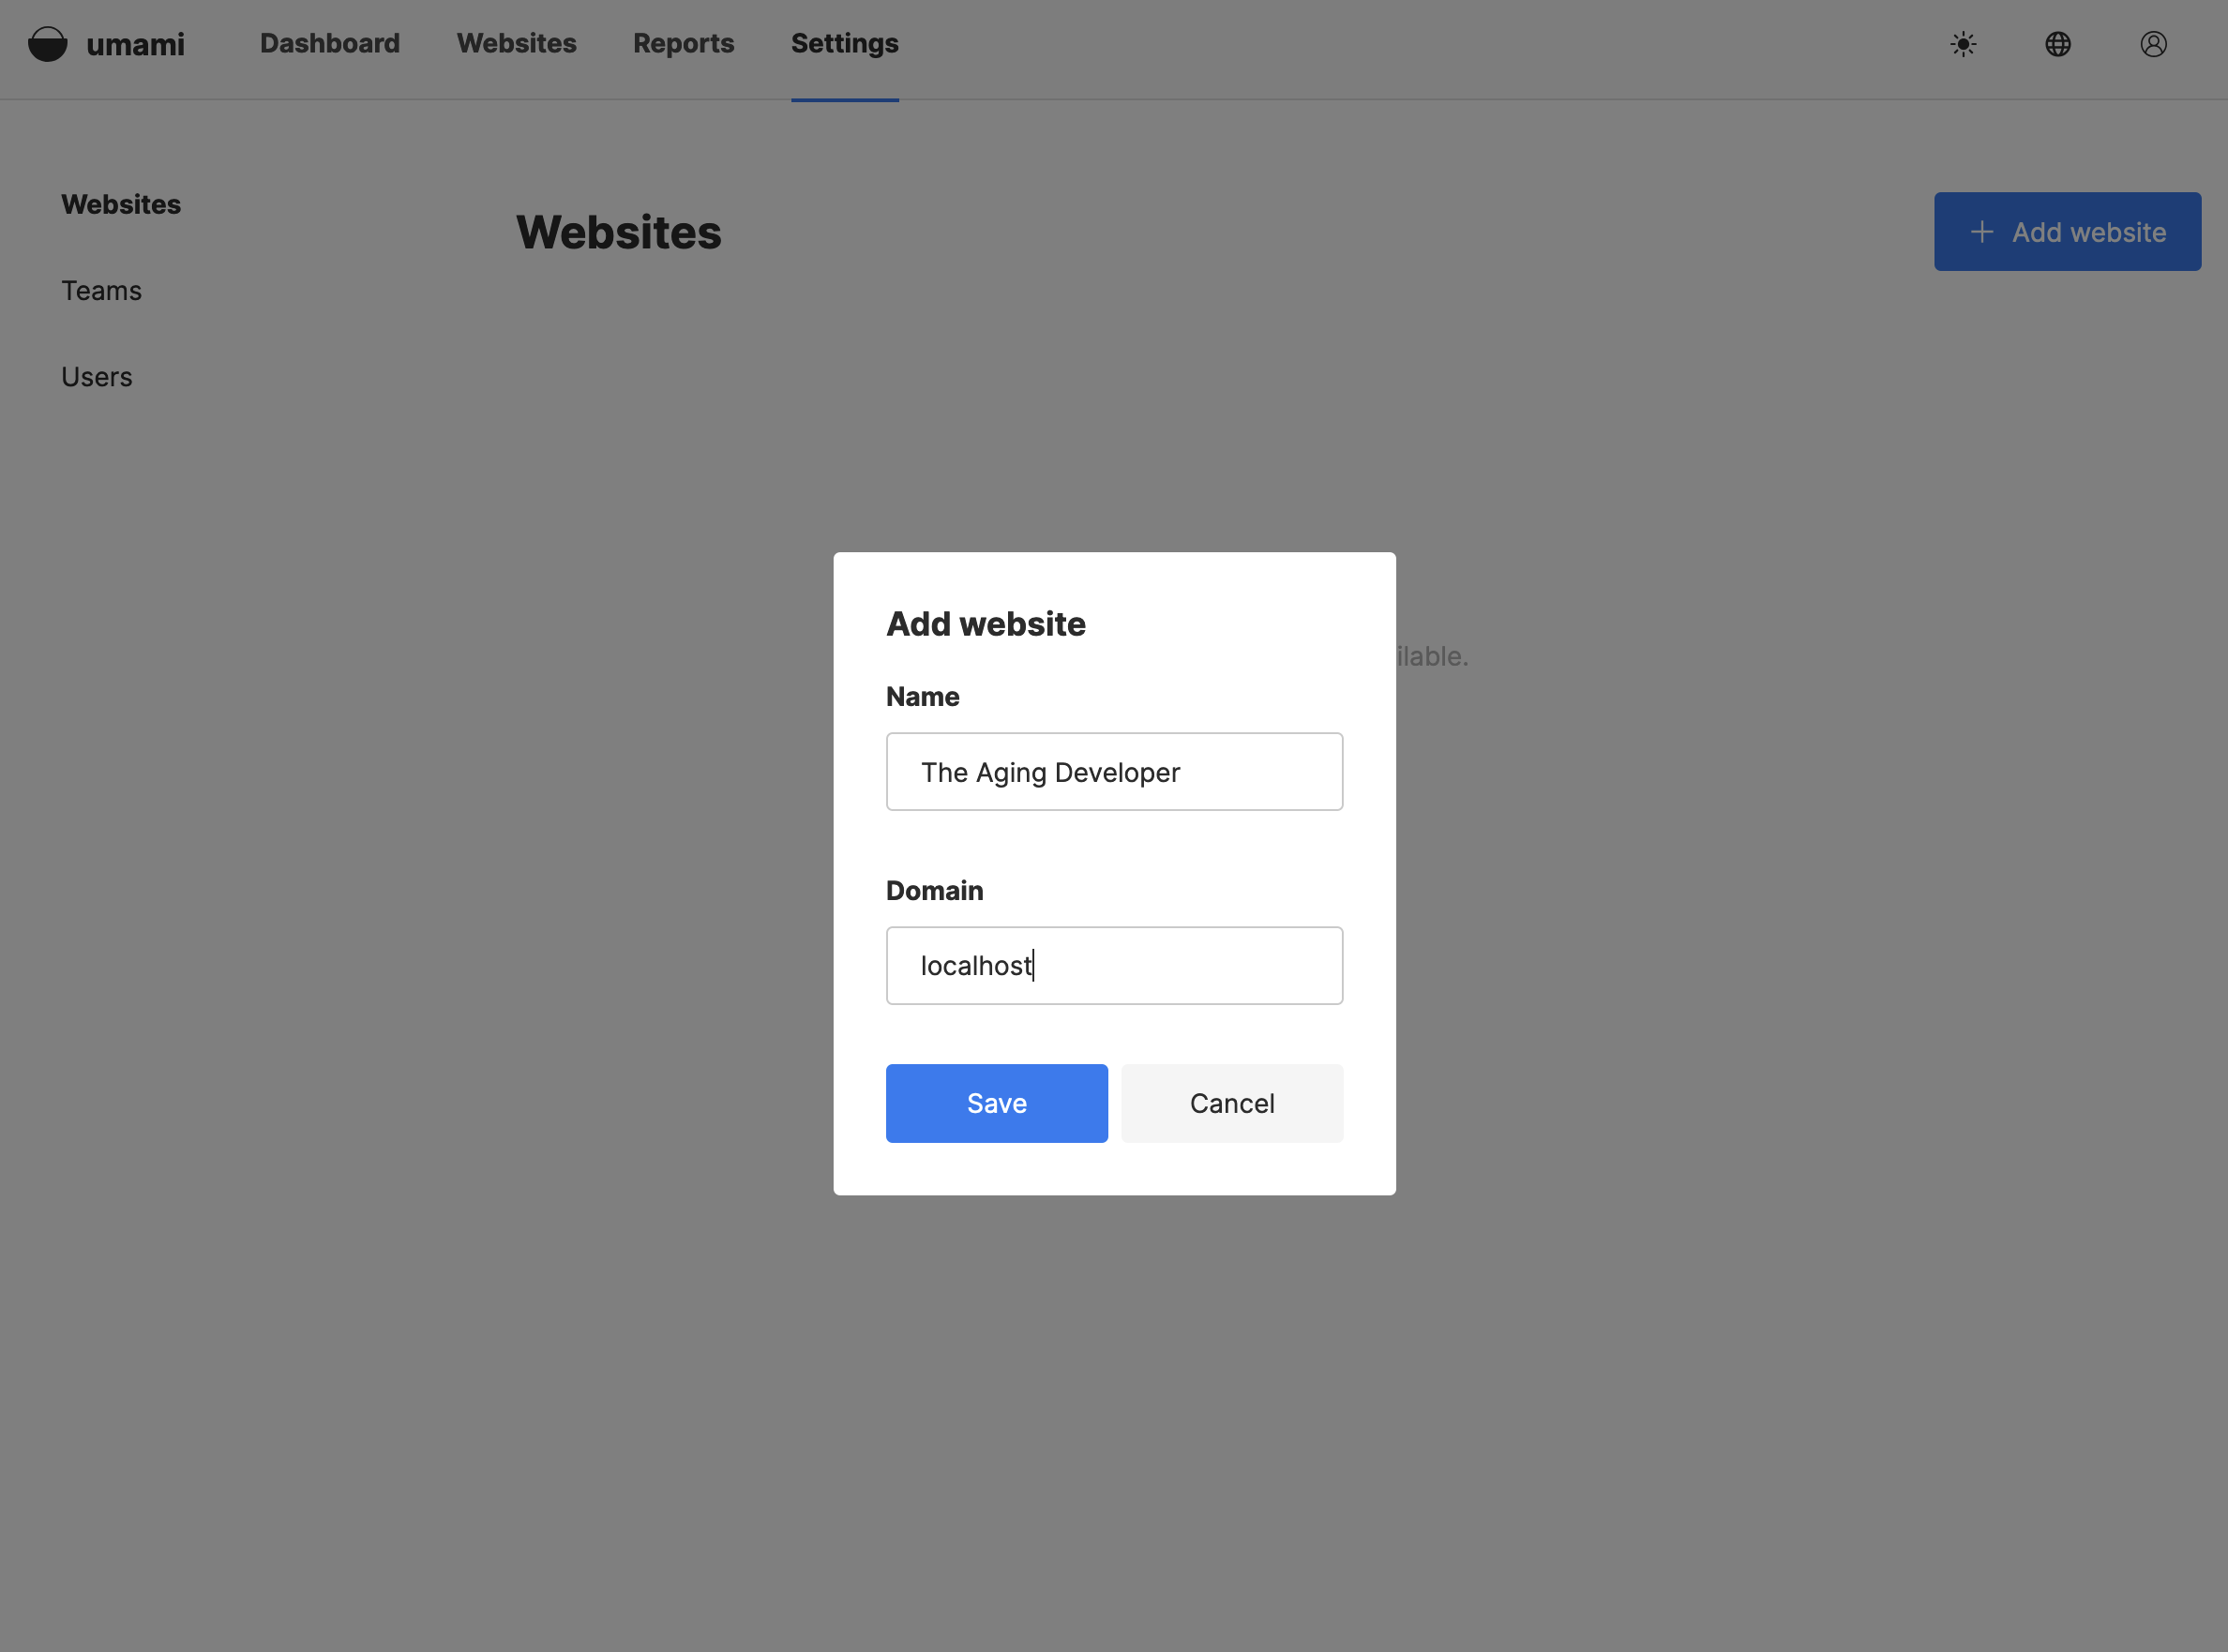 umami Dashboard Websites Reports Settings
Websites
Teams
Users
Websites
Add website
Add website
Name
The Aging Developer
Domain
localhost
Save Cancel